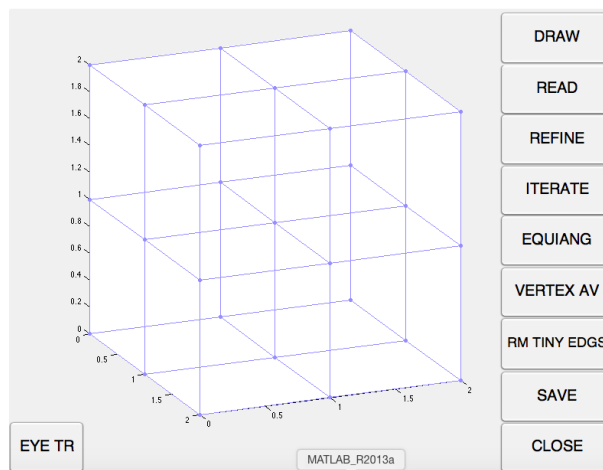 DRAW
READ
REFINE
ITERATE
EQUIANG
VERTEX AV
RM TINY EDGS
SAVE
CLOSE
2
1.8
1.6
1.4
1.2
1
0.8
0.6
0.4
0.2
0
0.5
1
1.5
2
0
0.5
1
1.5
2
EYE TR
MATLAB_R2013a